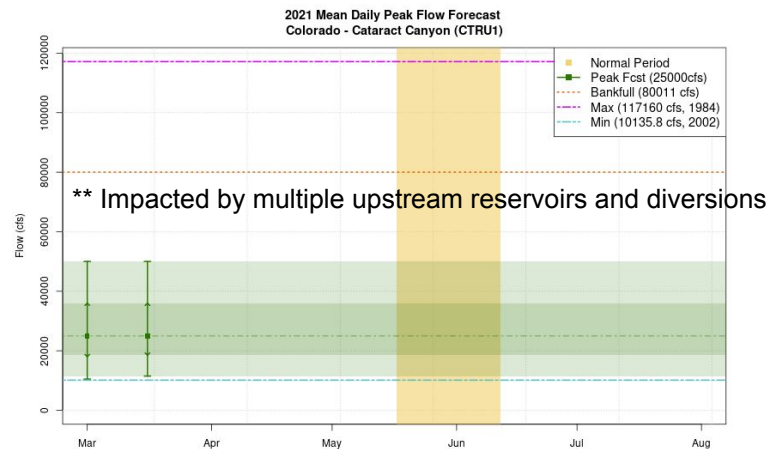 2021 Mean Daily Peak Flow Forecast
Colorado - Cataract Canyon (CTRU1)
Normal Period
Peak Fcst (25000cfs)
Bankfull (80011 cfs)
Max (117160 cfs, 1984)
Min (10135.8 cfs, 2002)
** Impacted by multiple upstream reservoirs and diversions
Flow (cfs)
120000
100000
80000
60000
40000
20000
0
Mar Apr May Jun Jul Aug